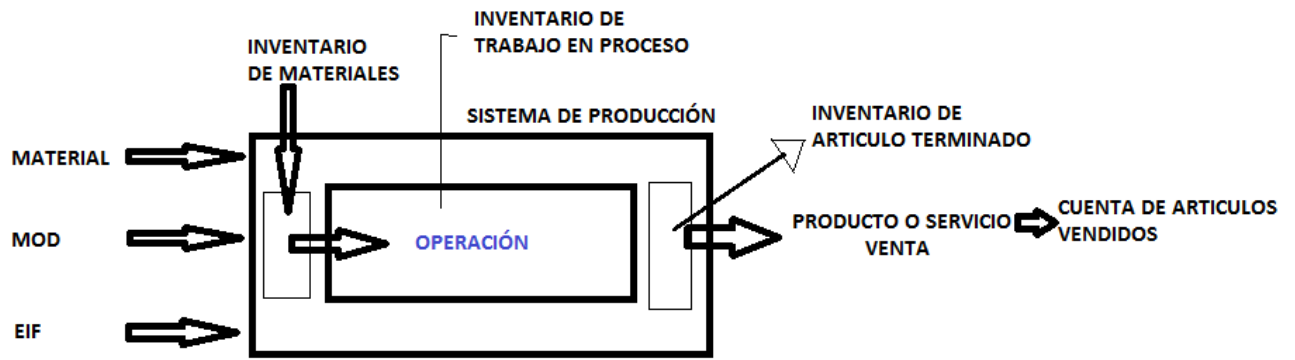 INVENTARIO DE
TRABAJO EN PROCESO
INVENTARIO
DE MATERIALES
SISTEMA DE PRODUCCIÓN
INVENTARIO DE
ARTICULO TERMINADO
MATERIAL
MOD
OPERACIÓN
PRODUCTO O SERVICIO
VENTA
CUENTA DE ARTICULOS
VENDIDOS
EIF